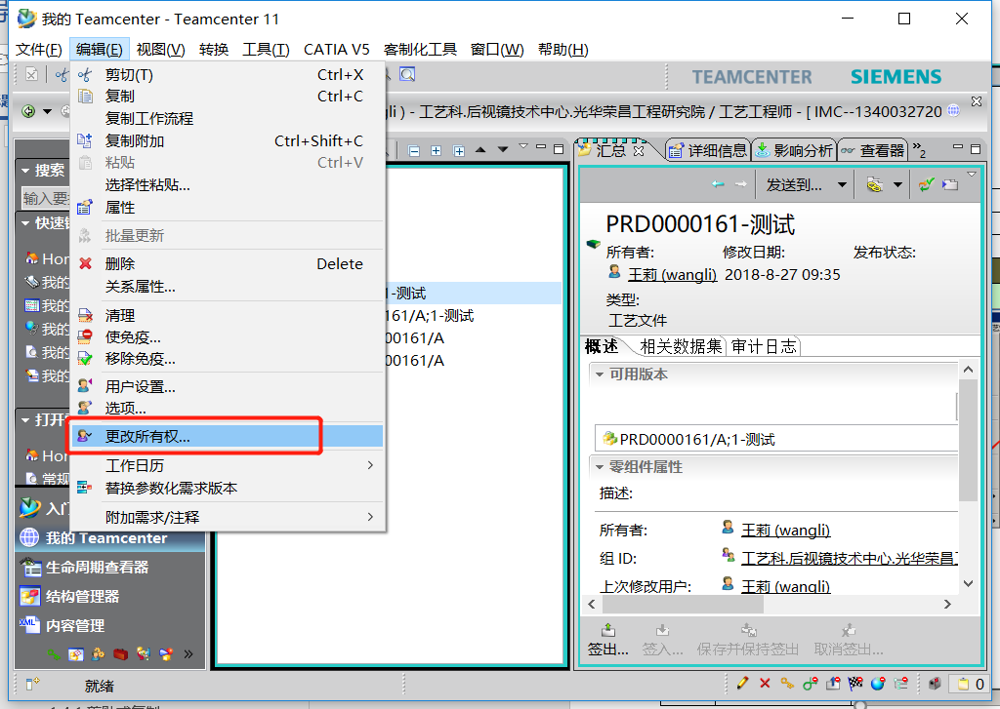 我的 Teamcenter - Teamcenter 11
文件(F) 编辑(E) 视图(V) 转换 工具(T) CATIA V5 客制化工具 窗口(W) 帮助(H)
TEAMCENTER SIEMENS
剪切(T) Ctrl+X
复制 Ctrl+C
复制工作流程
复制附加 Ctrl+Shift+C
粘贴 Ctrl+V
选择性粘贴...
属性
批量更新
删除 Delete
关系属性...
清理
使免疫...
移除免疫...
用户设置...
选项...
更改所有权...
工作日历
替换参数化需求版本
附加需求/注释
gli ) - 工艺科.后视镜技术中心.光华荣昌工程研究院 / 工艺工程师 - [ IMC--1340032720
搜索
输入要
快速
Hor
我的
我的
我的
我的
我的
打开
Hor
常规
入门
我的 Teamcenter
生命周期查看器
结构管理器
XML 内容管理
»
1-测试
161/A;1-测试
00161/A
00161/A
汇总 详细信息 影响分析 查看器 »2
发送到...
PRD0000161-测试
所有者: 修改日期: 发布状态:
王莉 (wangli) 2018-8-27 09:35
类型:
工艺文件
概述 相关数据集 审计日志
可用版本
PRD0000161/A;1-测试
零组件属性
描述:
所有者: 王莉 (wangli)
组 ID: 工艺科.后视镜技术中心.光华荣昌工
上次修改用户: 王莉 (wangli)
签出... 签入... 保存并保持签出 取消签出...
就绪 0